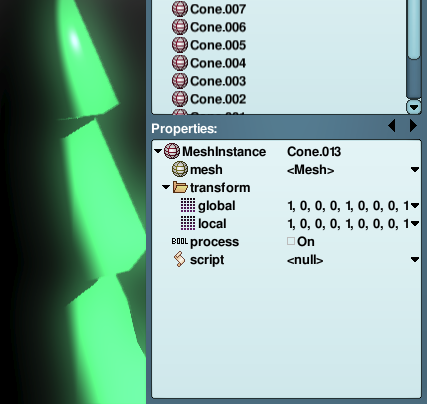 Cone.007
Cone.006
Cone.005
Cone.004
Cone.003
Cone.002
Properties:
MeshInstance Cone.013
mesh <Mesh>
transform
global 1, 0, 0, 0, 1, 0, 0, 0, 1
local 1, 0, 0, 0, 1, 0, 0, 0, 1
BOOL process On
script <null>